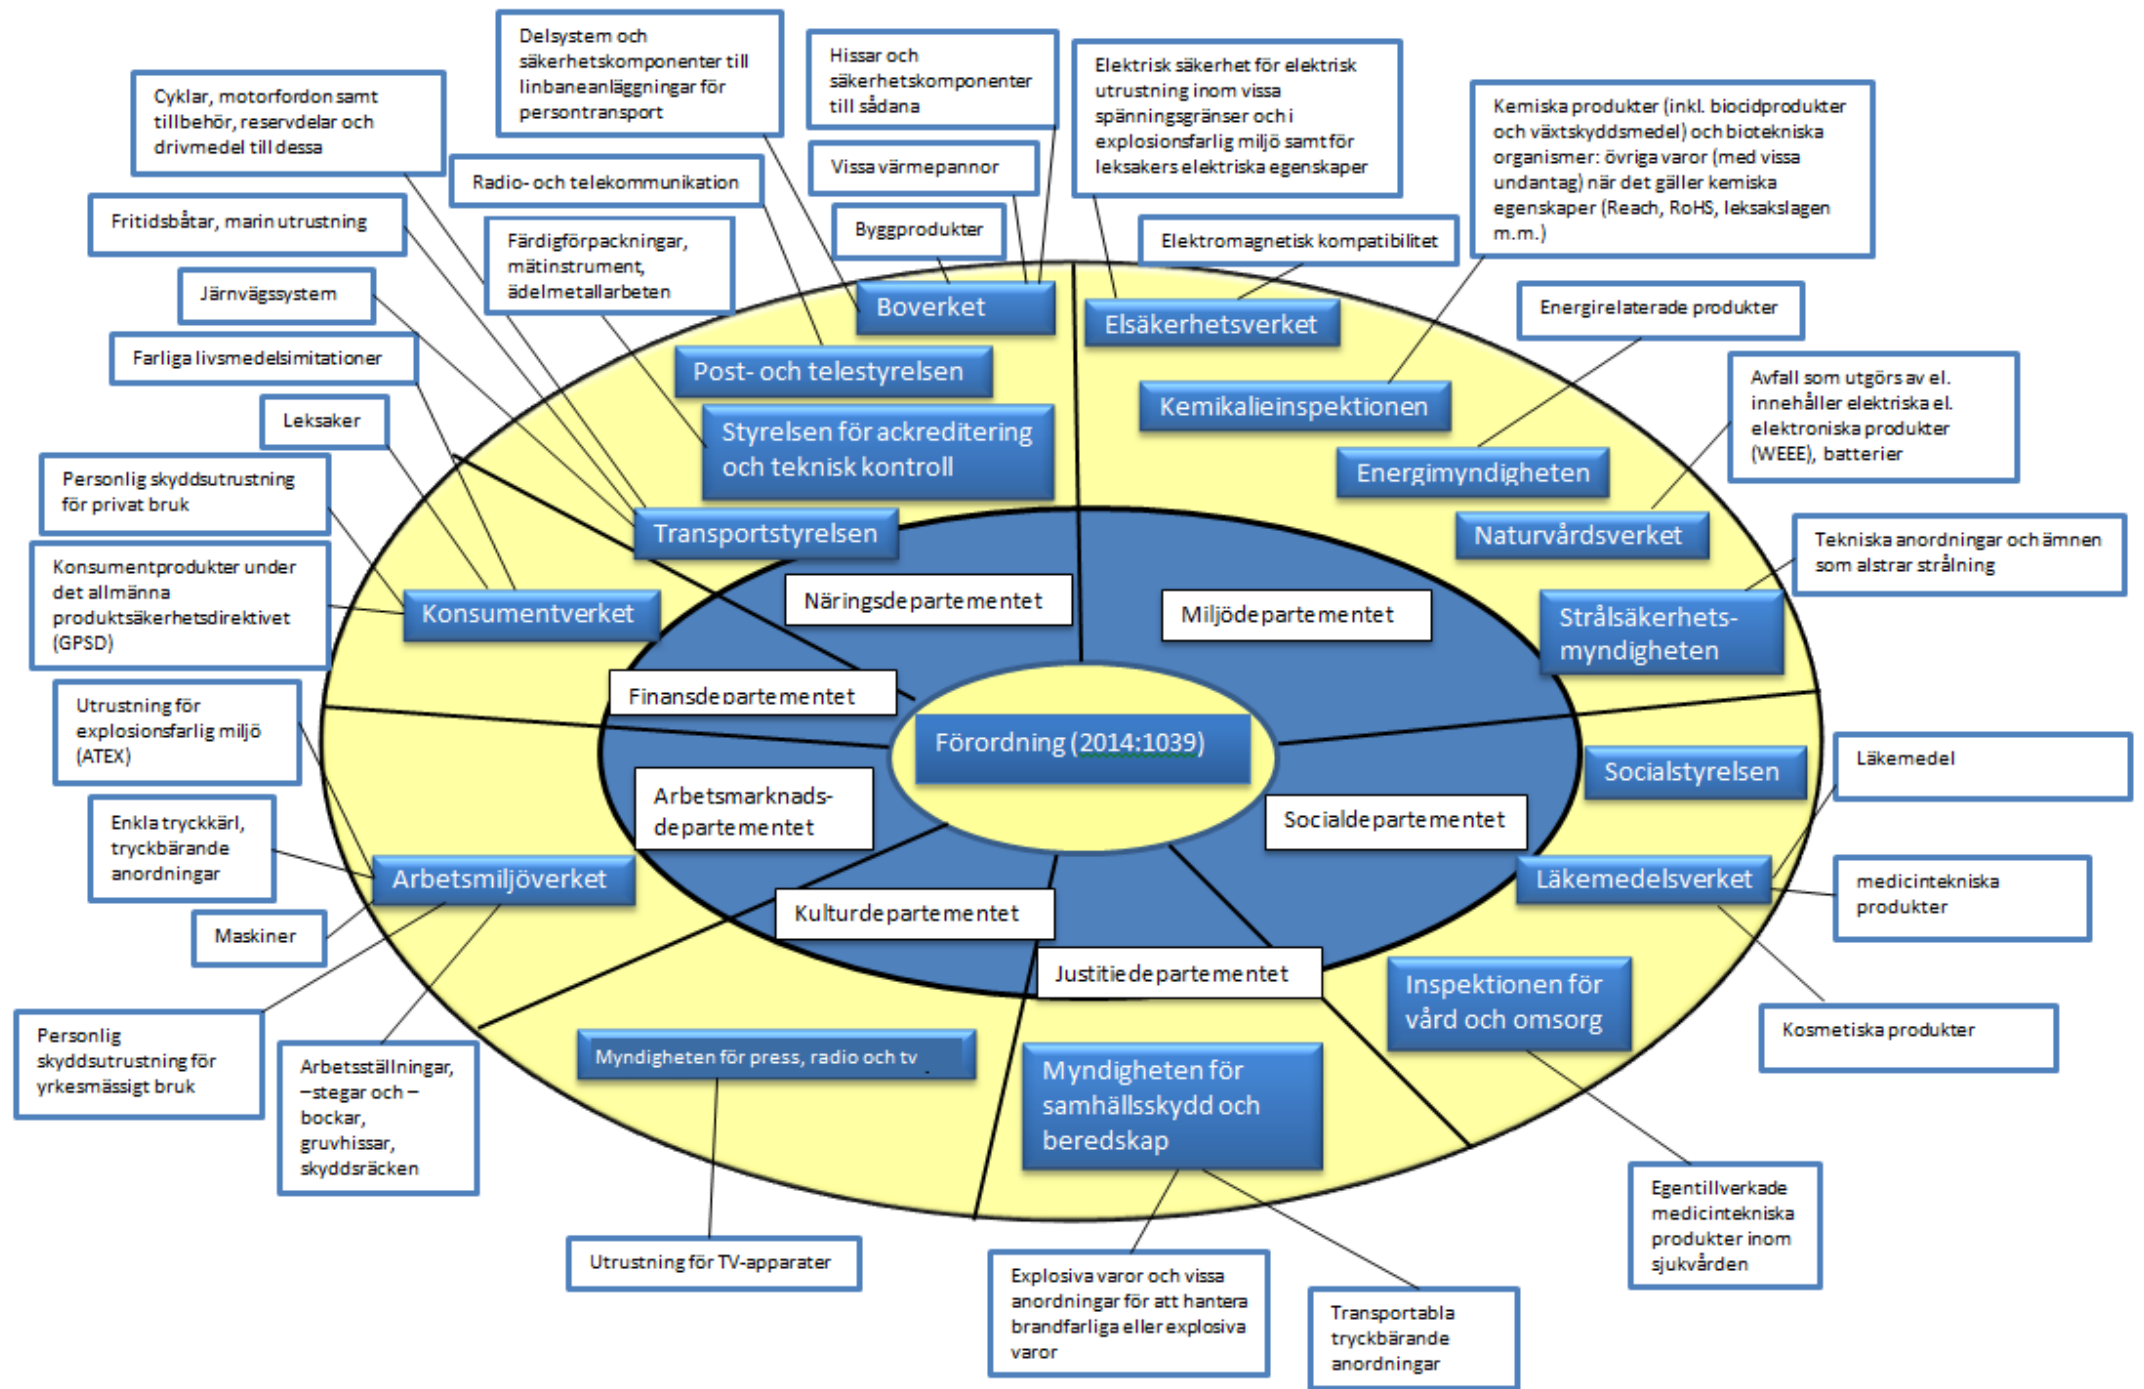 Delsystem och
säkerhetskomponenter till
linbaneanläggningar för
persontransport
Hissar och
säkerhetskomponenter
till sådana
Elektrisk säkerhet för elektrisk
utrustning inom vissa
spänningsgränser och i
explosionsfarlig miljö samt för
leksakers elektriska egenskaper
Cyklar, motorfordon samt
tillbehör, reservdelar och
drivmedel till dessa
Kemiska produkter (inkl. biocidprodukter
och växtskyddsmedel) och biotekniska
organismer: övriga varor (med vissa
undantag) när det gäller kemiska
egenskaper (Reach, RoHS, leksakslagen
m.m.)
Radio- och telekommunikation
Vissa värmepannor
Fritidsbåtar, marin utrustning
Färdigförpackningar,
mätinstrument,
ädelmetallarbeten
Byggprodukter
Elektromagnetisk kompatibilitet
Järnvägssystem
Boverket
Elsäkerhetsverket
Energirelaterade produkter
Farliga livsmedelsimitationer
Post- och telestyrelsen
Kemikalieinspektionen
Avfall som utgörs av el.
innehåller elektriska el.
elektroniska produkter
(WEEE), batterier
Leksaker
Styrelsen för ackreditering
och teknisk kontroll
Energimyndigheten
Personlig skyddsutrustning
för privat bruk
Transportstyrelsen
Naturvårdsverket
Tekniska anordningar och ämnen
som alstrar strålning
Konsumentprodukter under
det allmänna
produktsäkerhetsdirektivet
(GPSD)
Konsumentverket
Näringsdepartementet
Miljödepartementet
Strålsäkerhets-
myndigheten
Finansdepartementet
Utrustning för
explosionsfarlig miljö
(ATEX)
Förordning (2014:1039)
Socialstyrelsen
Läkemedel
Arbetsmarknads-
departementet
Socialdepartementet
Enkla tryckkärl,
tryckbärande
anordningar
Arbetsmiljöverket
Läkemedelsverket
medicintekniska
produkter
Maskiner
Kulturdepartementet
Justitiedepartementet
Inspektionen för
vård och omsorg
Kosmetiska produkter
Personlig
skyddsutrustning för
yrkesmässigt bruk
Arbetsställningar,
–stegar och –
bockar,
gruvhissar,
skyddsräcken
Myndigheten för press, radio och tv
Myndigheten för
samhällsskydd och
beredskap
Egentillverkade
medicintekniska
produkter inom
sjukvården
Utrustning för TV-apparater
Explosiva varor och vissa
anordningar för att hantera
brandfarliga eller explosiva
varor
Transportabla
tryckbärande
anordningar